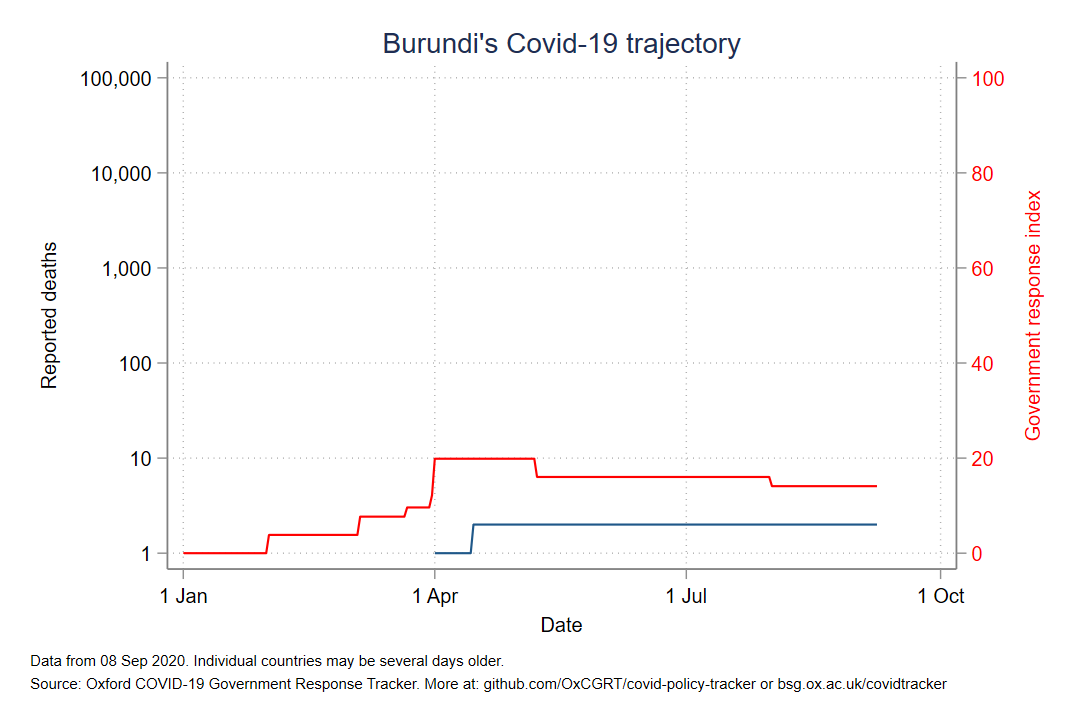 Burundi's Covid-19 trajectory
100,000
10,000
1,000
100
10
1
Reported deaths
100
80
60
40
20
0
Government response index
1 Jan
1 Apr
1 Jul
1 Oct
Date
Data from 08 Sep 2020. Individual countries may be several days older.
Source: Oxford COVID-19 Government Response Tracker. More at: github.com/OxCGRT/covid-policy-tracker or bsg.ox.ac.uk/covidtracker